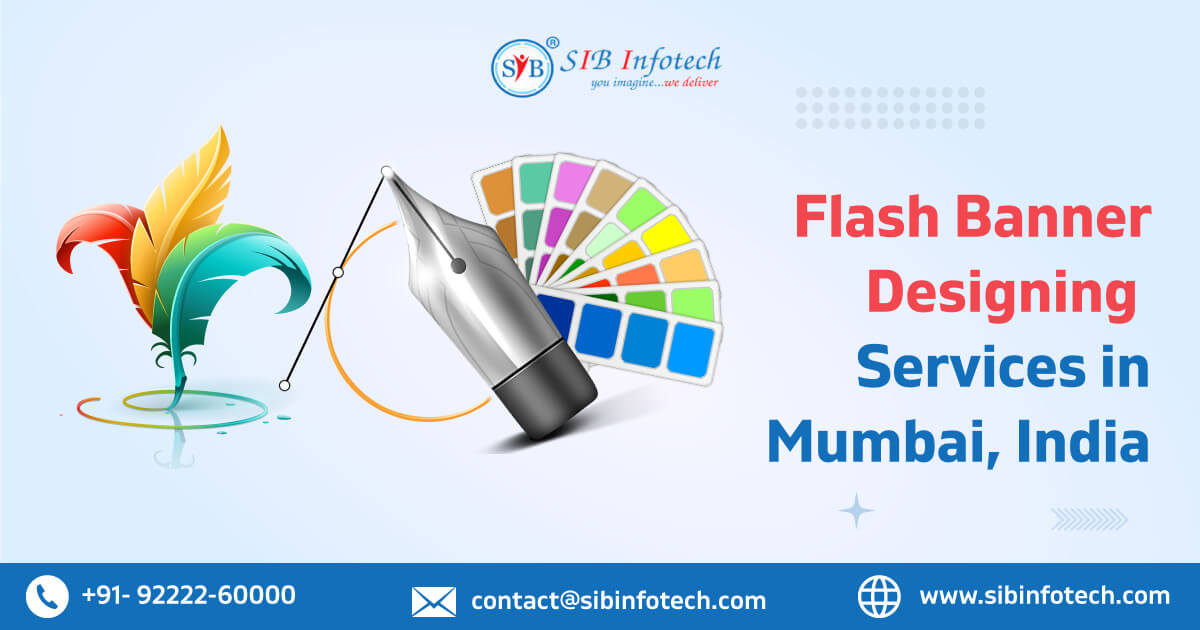 SIB
®
SIB Infotech
you imagine...we deliver
Flash Banner
Designing
Services in
Mumbai, India
+91- 92222-60000
contact@sibinfotech.com
www.sibinfotech.com